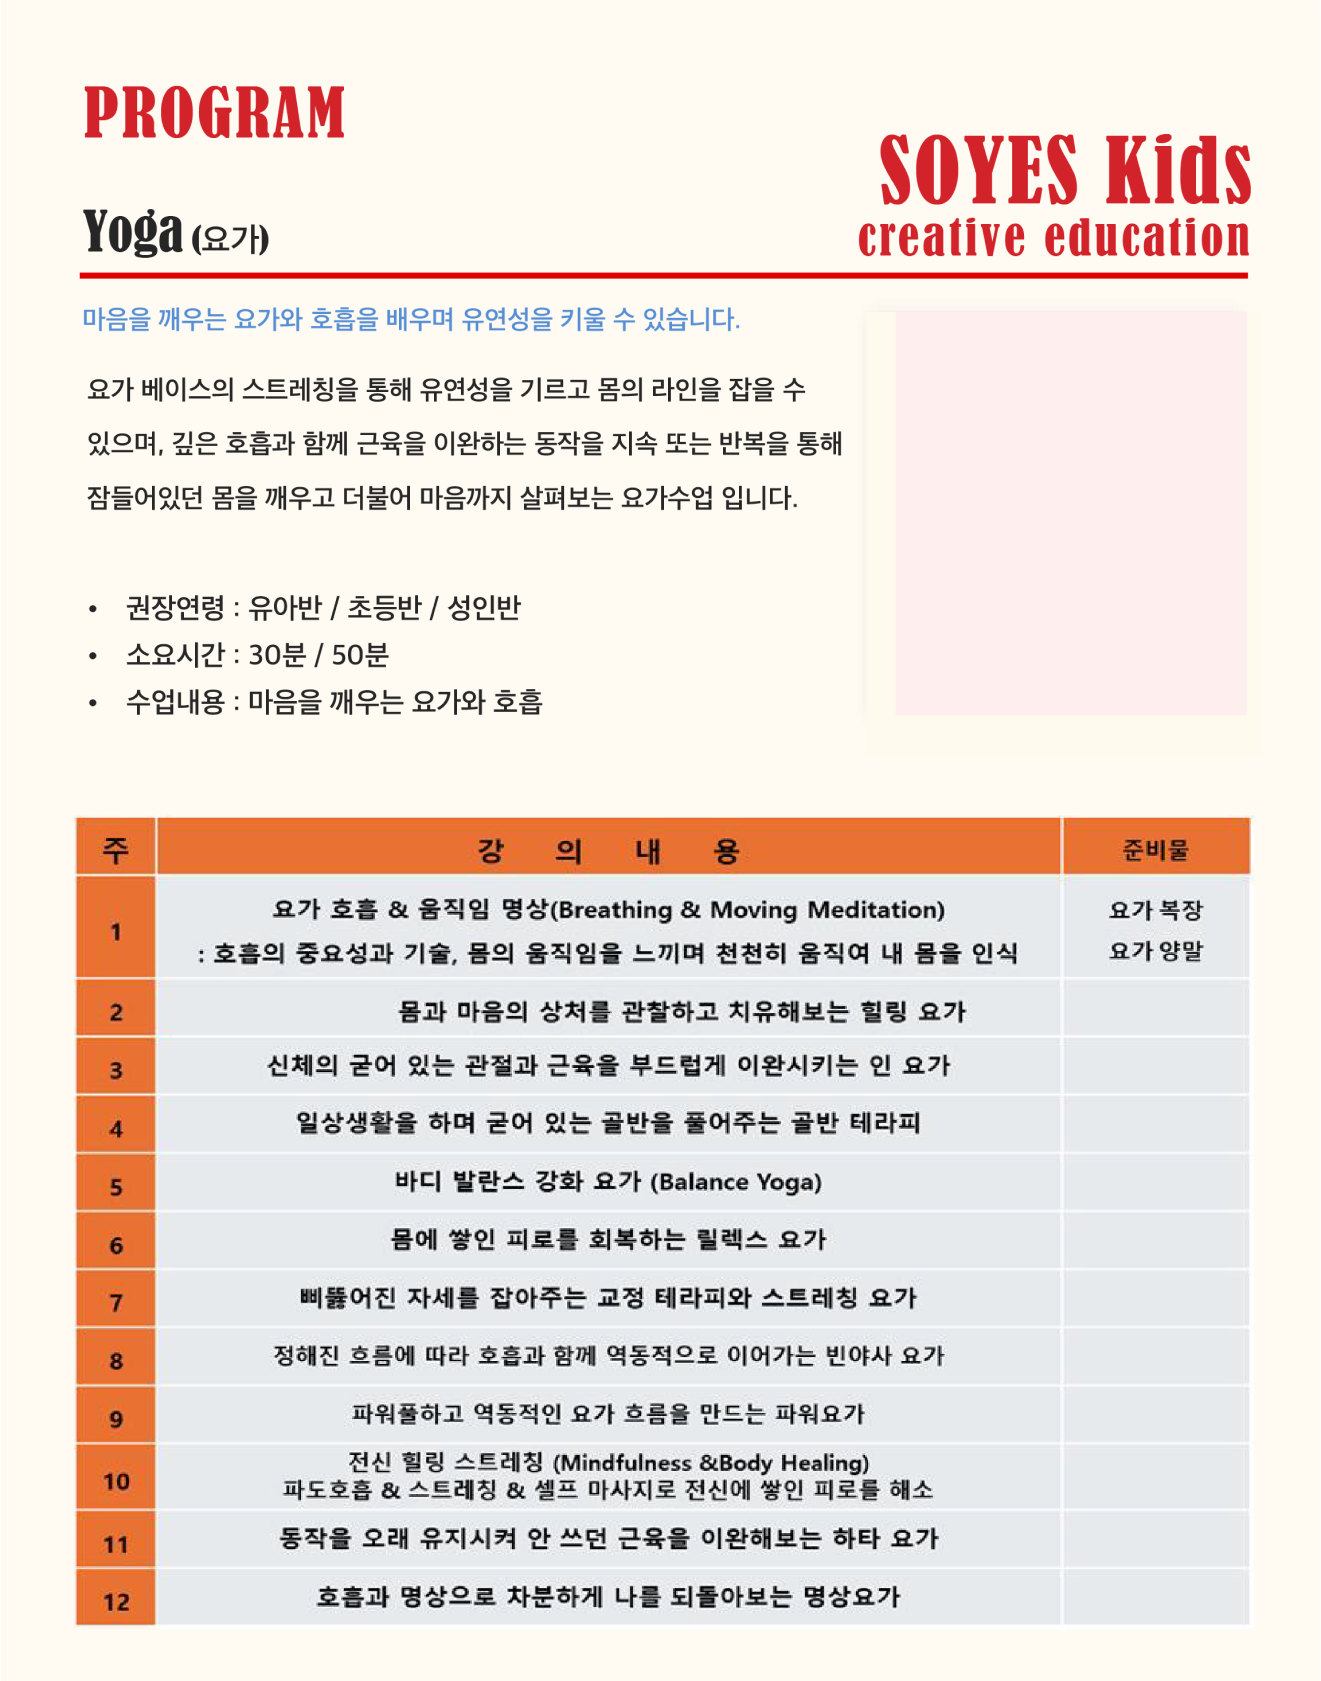 PROGRAM
SOYES Kids
creative education
Yoga (요가)
마음을 깨우는 요가와 호흡을 배우며 유연성을 키울 수 있습니다.
요가 베이스의 스트레칭을 통해 유연성을 기르고 몸의 라인을 잡을 수
있으며, 깊은 호흡과 함께 근육을 이완하는 동작을 지속 또는 반복을 통해
잠들어있던 몸을 깨우고 더불어 마음까지 살펴보는 요가수업 입니다.
• 권장연령 : 유아반 / 초등반 / 성인반
• 소요시간 : 30분 / 50분
• 수업내용 : 마음을 깨우는 요가와 호흡
주 강 의 내 용 준비물
1 요가 호흡 & 움직임 명상(Breathing & Moving Meditation) 요가 복장
: 호흡의 중요성과 기술, 몸의 움직임을 느끼며 천천히 움직여 내 몸을 인식 요가 양말
2 몸과 마음의 상처를 관찰하고 치유해보는 힐링 요가
3 신체의 굳어 있는 관절과 근육을 부드럽게 이완시키는 인 요가
4 일상생활을 하며 굳어 있는 골반을 풀어주는 골반 테라피
5 바디 발란스 강화 요가 (Balance Yoga)
6 몸에 쌓인 피로를 회복하는 릴렉스 요가
7 삐뚫어진 자세를 잡아주는 교정 테라피와 스트레칭 요가
8 정해진 흐름에 따라 호흡과 함께 역동적으로 이어가는 빈야사 요가
9 파워풀하고 역동적인 요가 흐름을 만드는 파워요가
10 전신 힐링 스트레칭 (Mindfulness &Body Healing)
파도호흡 & 스트레칭 & 셀프 마사지로 전신에 쌓인 피로를 해소
11 동작을 오래 유지시켜 안 쓰던 근육을 이완해보는 하타 요가
12 호흡과 명상으로 차분하게 나를 되돌아보는 명상요가